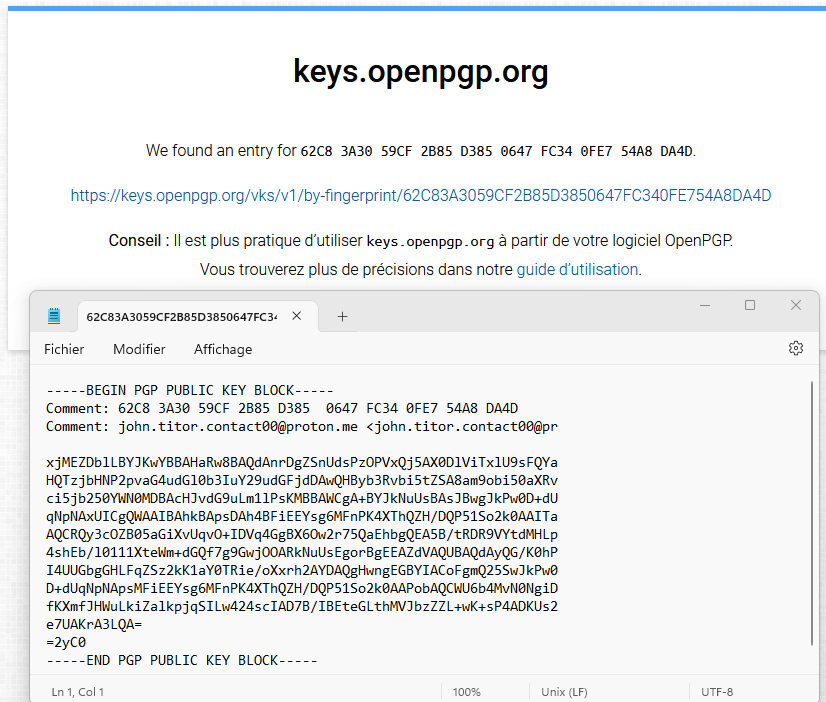 keys.openpgp.org
We found an entry for 62C8 3A30 59CF 2B85 D385 0647 FC34 0FE7 54A8 DA4D.
https://keys.openpgp.org/vks/v1/by-fingerprint/62C83A3059CF2B85D3850647FC340FE754A8DA4D
Conseil : Il est plus pratique d’utiliser keys.openpgp.org à partir de votre logiciel OpenPGP.
Vous trouverez plus de précisions dans notre guide d’utilisation.
62C83A3059CF2B85D3850647FC34
Fichier Modifier Affichage
-----BEGIN PGP PUBLIC KEY BLOCK-----
Comment: 62C8 3A30 59CF 2B85 D385  0647 FC34 0FE7 54A8 DA4D
Comment: john.titor.contact00@proton.me <john.titor.contact00@pr
xjMEZDblLBYJKwYBBAHaRw8BAQdAnrDgZSnUdsPzOPVxQj5AX0DlViTxlU9sFQYa
HQTzjbHNP2pvaG4udGl0b3IuY29udGFjdDAwQHByb3Rvbi5tZSA8am9obi50aXRv
ci5jb250YWN0MDBAcHJvdG9uLm1lPsKMBBAWCgA+BYJkNuUsBAsJBwgJkPw0D+dU
qNpNAxUICgQWAAIBAhkBApsDAh4BFiEEYsg6MFnPK4XThQZH/DQP51So2k0AAITa
AQCRQy3cOZB05aGiXvUqvO+IDVq4GgBX6Ow2r75QaEhbgQEA5B/tRDR9VYtdMHLp
4shEb/l0111XteWm+dGQf7g9GwjOOARkNuUsEgorBgEEAZdVAQUBAQdAyQG/K0hP
I4UUGbgGHLFqZSz2kK1aY0TRie/oXxrh2AYDAQgHwngEGBYIACoFgmQ25SwJkPw0
D+dUqNpNApsMFiEEYsg6MFnPK4XThQZH/DQP51So2k0AAPobAQCWU6b4MvN0NgiD
fKXmfJHWuLkiZalkpjqSILw424scIAD7B/IBEteGLthMVJbzZZL+wK+sP4ADKUs2
e7UAKrA3LQA=
=2yC0
-----END PGP PUBLIC KEY BLOCK-----
Ln 1, Col 1 100% Unix (LF) UTF-8